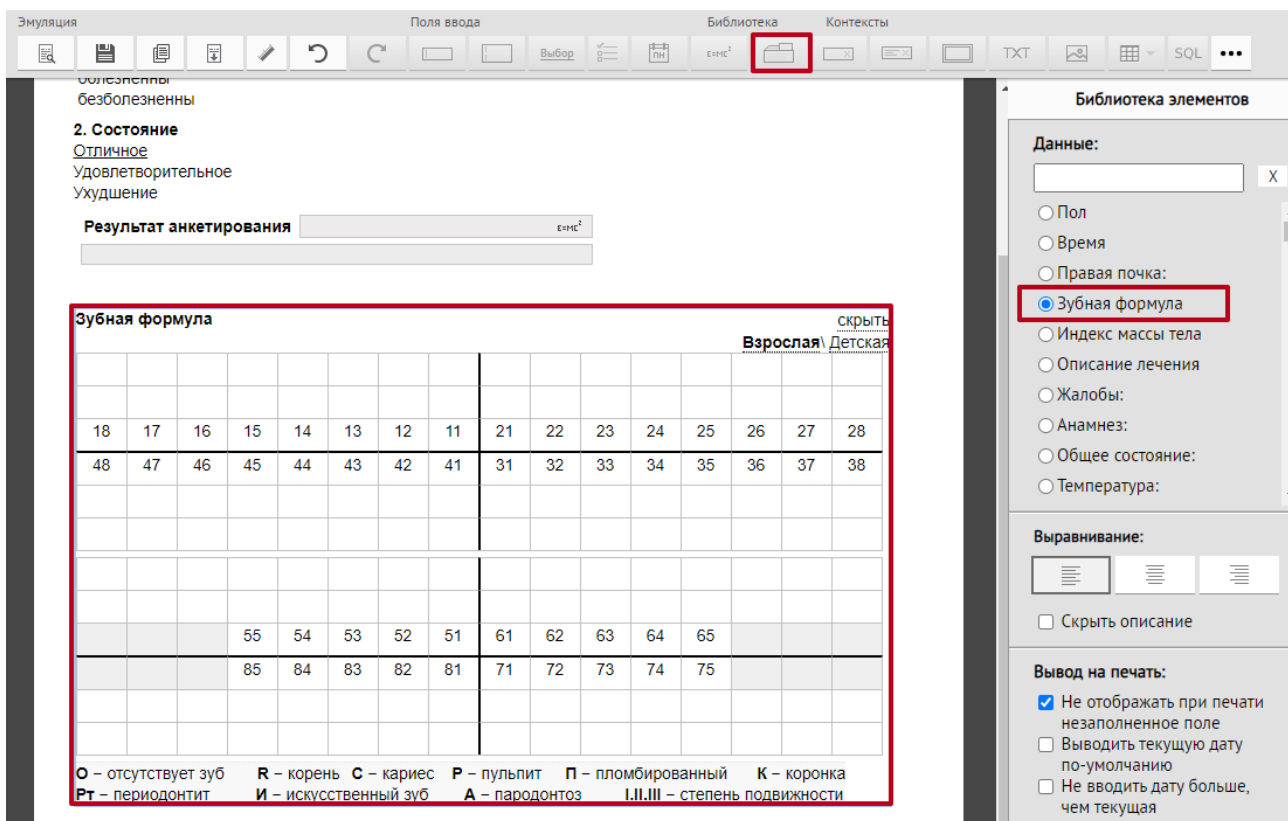 Эмуляция Поля ввода Библиотека Контексты
Выбор ПН E=MC² TXT SQL
болезненны
безболезненны
2. Состояние
Отличное
Удовлетворительное
Ухудшение
Результат анкетирования E=MC²
Зубная формула скрыть
Взрослая\ Детская
18 17 16 15 14 13 12 11 21 22 23 24 25 26 27 28
48 47 46 45 44 43 42 41 31 32 33 34 35 36 37 38
55 54 53 52 51 61 62 63 64 65
85 84 83 82 81 71 72 73 74 75
О – отсутствует зуб R – корень С – кариес Р – пульпит П – пломбированный К – коронка
Рт – периодонтит И – искусственный зуб А – пародонтоз I.II.III – степень подвижности
Библиотека элементов
Данные:
X
Пол
Время
Правая почка:
Зубная формула
Индекс массы тела
Описание лечения
Жалобы:
Анамнез:
Общее состояние:
Температура:
Выравнивание:
Скрыть описание
Вывод на печать:
Не отображать при печати
незаполненное поле
Выводить текущую дату
по-умолчанию
Не вводить дату больше,
чем текущая